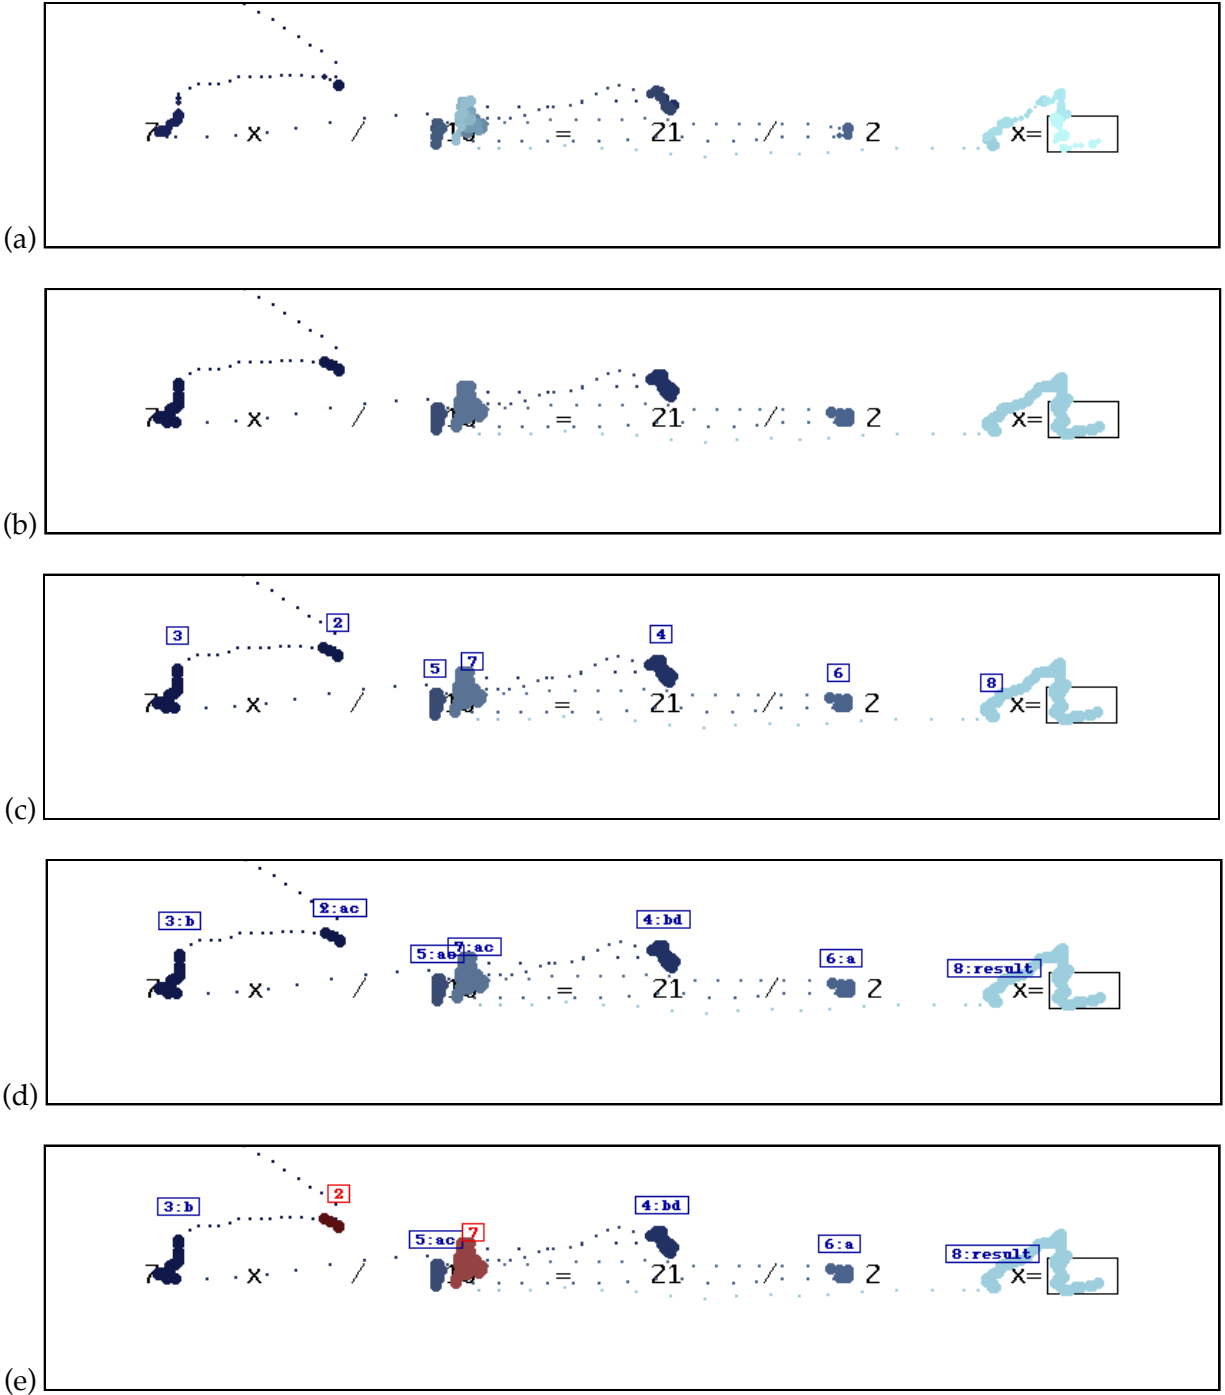 (a) 7 x / = 21 / 2 x=
(b) 7 x / = 21 / 2 x=
(c) 3 2 5 7 4 6 8
7 x / = 21 / 2 x=
(d) 3:b 2:ac 7:ac 4:bd 6:a 8:result
7 x / = 21 / 2 x=
(e) 3:b 2 5:ac 7 4:bd 6:a 8:result
7 x / = 21 / 2 x=